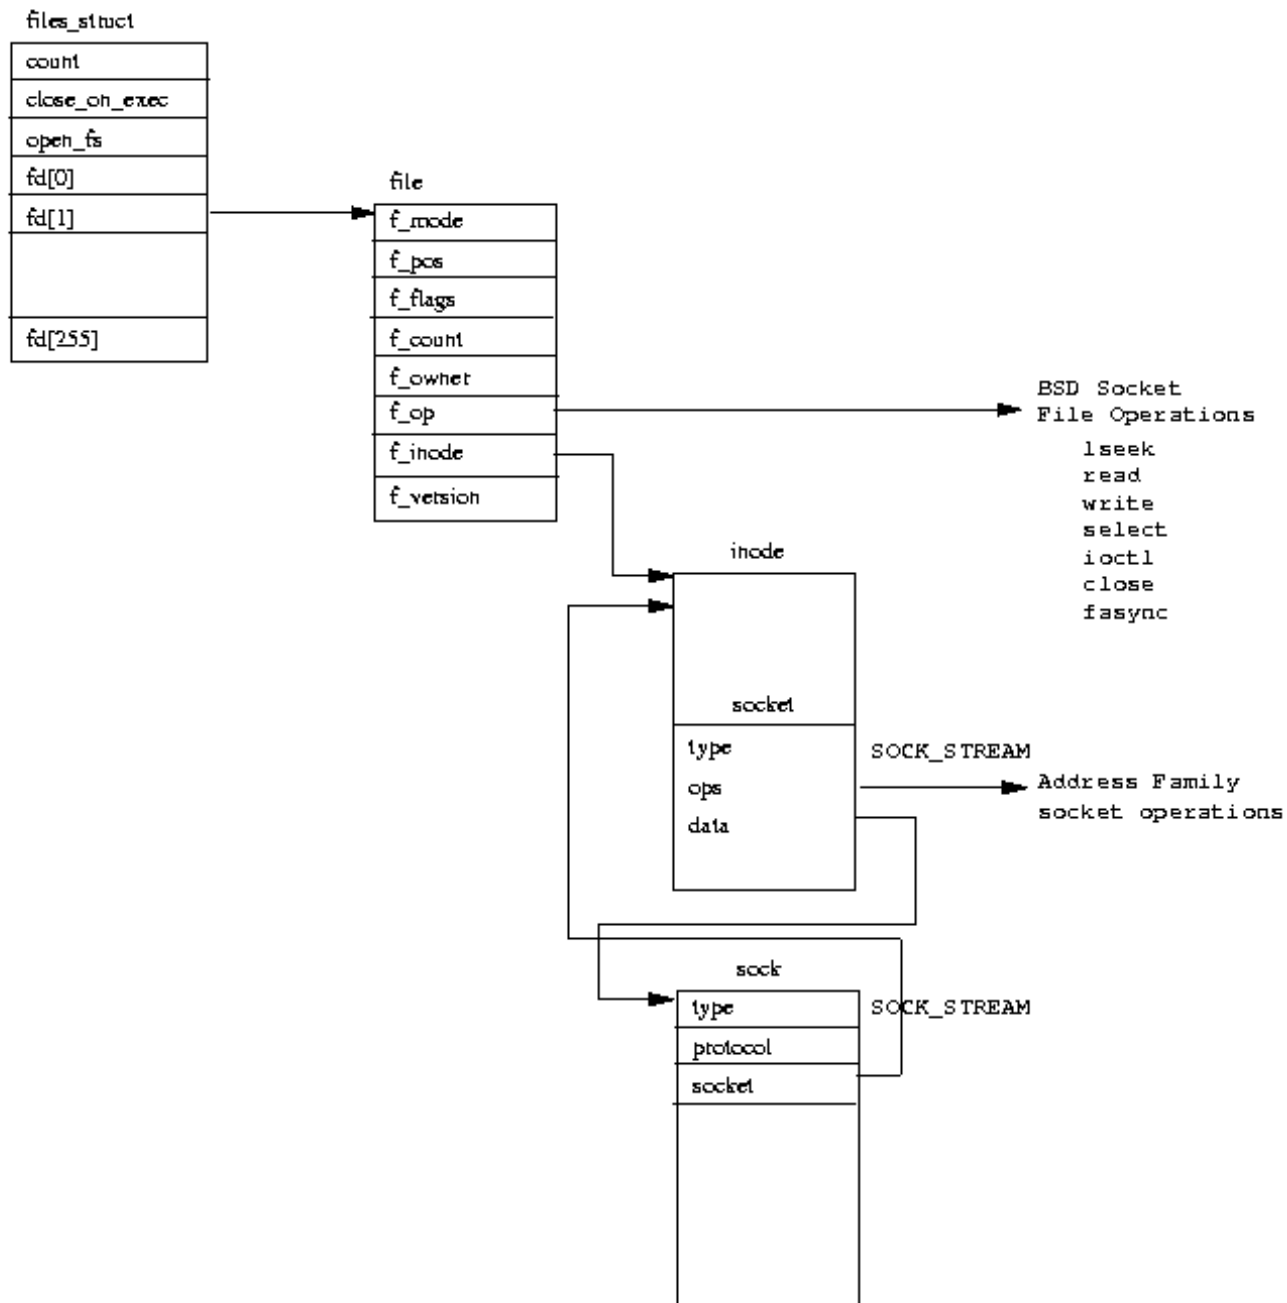 files_struct
count
close_on_exec
open_fs
fd[0]
fd[1]
fd[255]
file
f_mode
f_pos
f_flags
f_count
f_owner
f_op
f_inode
f_version
BSD Socket
File Operations
lseek
read
write
select
ioctl
close
fasync
inode
socket
type
SOCK_STREAM
ops
data
Address Family
socket operations
sock
type
SOCK_STREAM
protocol
socket